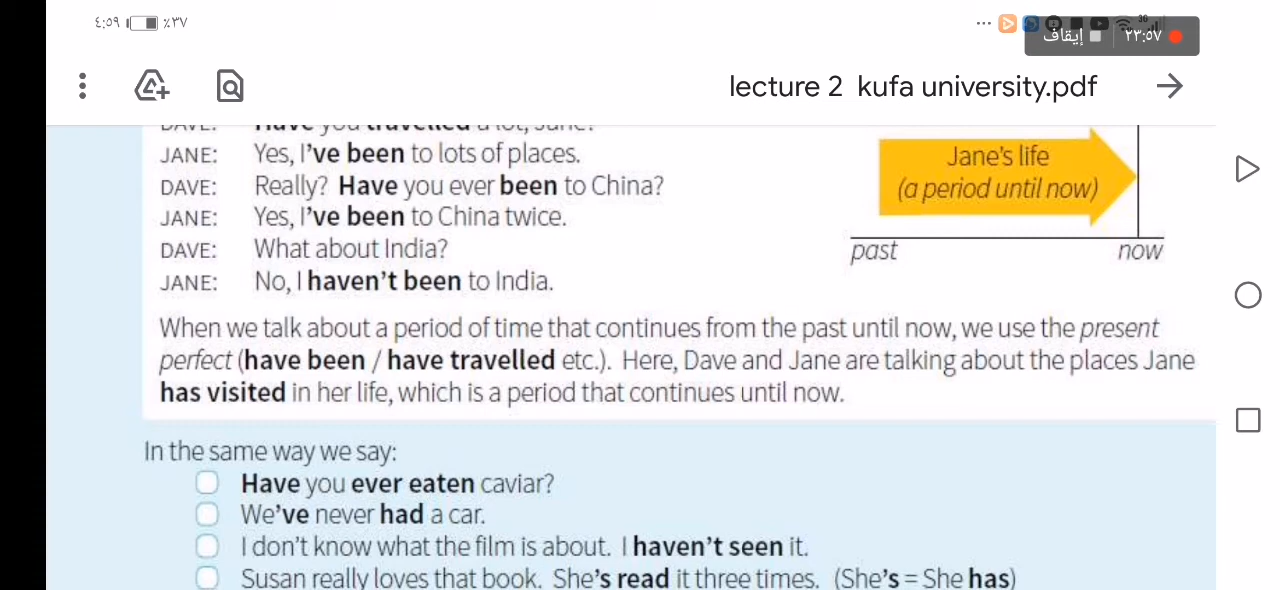 ٤:٥٩ ٪٣٧
3G
إيقاف ٢٣:٥٧
lecture 2 kufa university.pdf
DAVE: Have you travelled a lot, Jane?
JANE: Yes, I've been to lots of places.
DAVE: Really? Have you ever been to China?
JANE: Yes, I've been to China twice.
DAVE: What about India?
JANE: No, I haven't been to India.
Jane's life
(a period until now)
past now
When we talk about a period of time that continues from the past until now, we use the present
perfect (have been / have travelled etc.). Here, Dave and Jane are talking about the places Jane
has visited in her life, which is a period that continues until now.
In the same way we say:
Have you ever eaten caviar?
We've never had a car.
I don't know what the film is about. I haven't seen it.
Susan really loves that book. She's read it three times. (She's = She has)